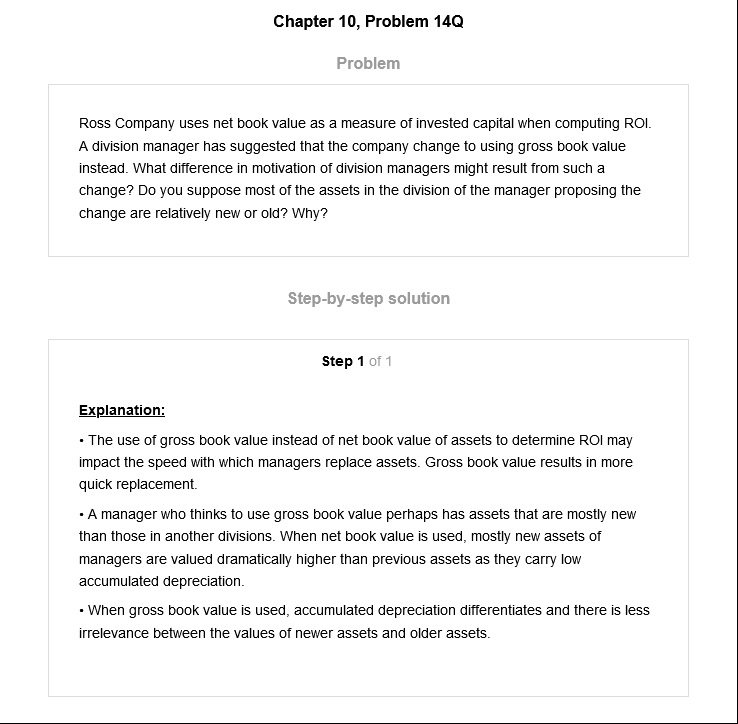 Chapter 10, Problem 14Q
Problem
Ross Company uses net book value as a measure of invested capital when computing ROI.
A division manager has suggested that the company change to using gross book value
instead. What difference in motivation of division managers might result from such a
change? Do you suppose most of the assets in the division of the manager proposing the
change are relatively new or old? Why?
Step-by-step solution
Step 1 of 1
Explanation:
• The use of gross book value instead of net book value of assets to determine ROI may
impact the speed with which managers replace assets. Gross book value results in more
quick replacement.
• A manager who thinks to use gross book value perhaps has assets that are mostly new
than those in another divisions. When net book value is used, mostly new assets of
managers are valued dramatically higher than previous assets as they carry low
accumulated depreciation.
• When gross book value is used, accumulated depreciation differentiates and there is less
irrelevance between the values of newer assets and older assets.